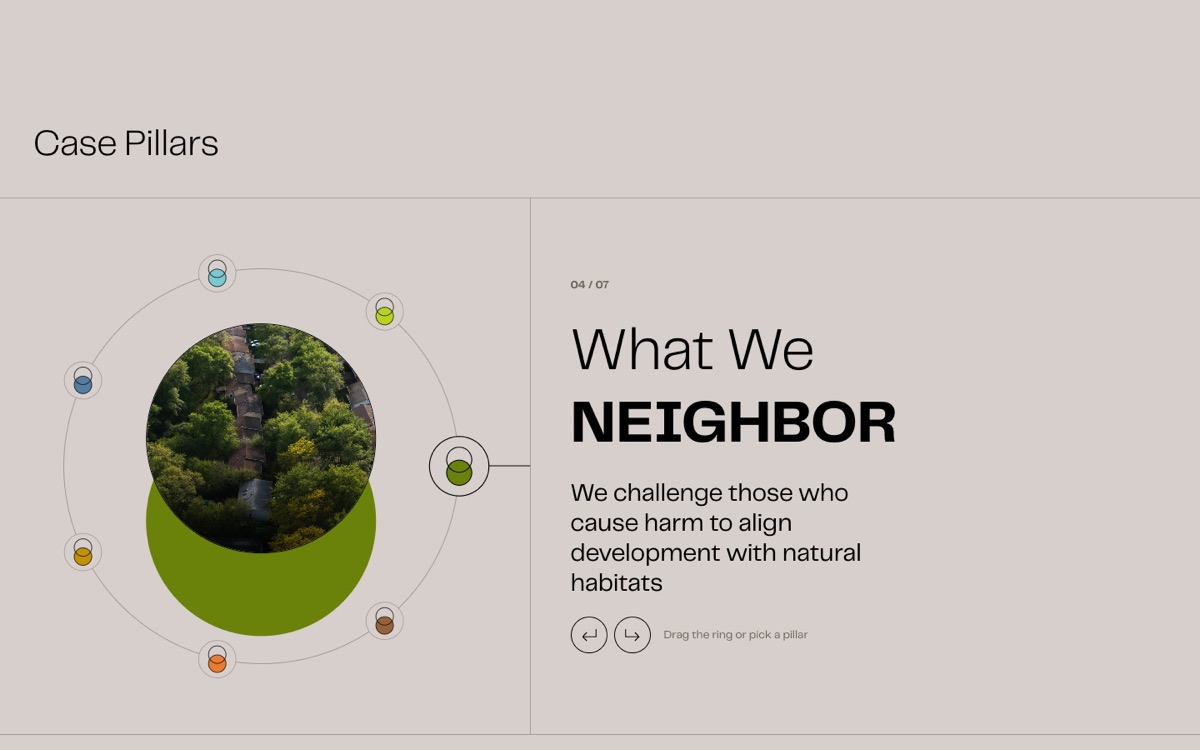 Case Pillars
04 / 07
What We
NEIGHBOR
We challenge those who
cause harm to align
development with natural
habitats
Drag the ring or pick a pillar